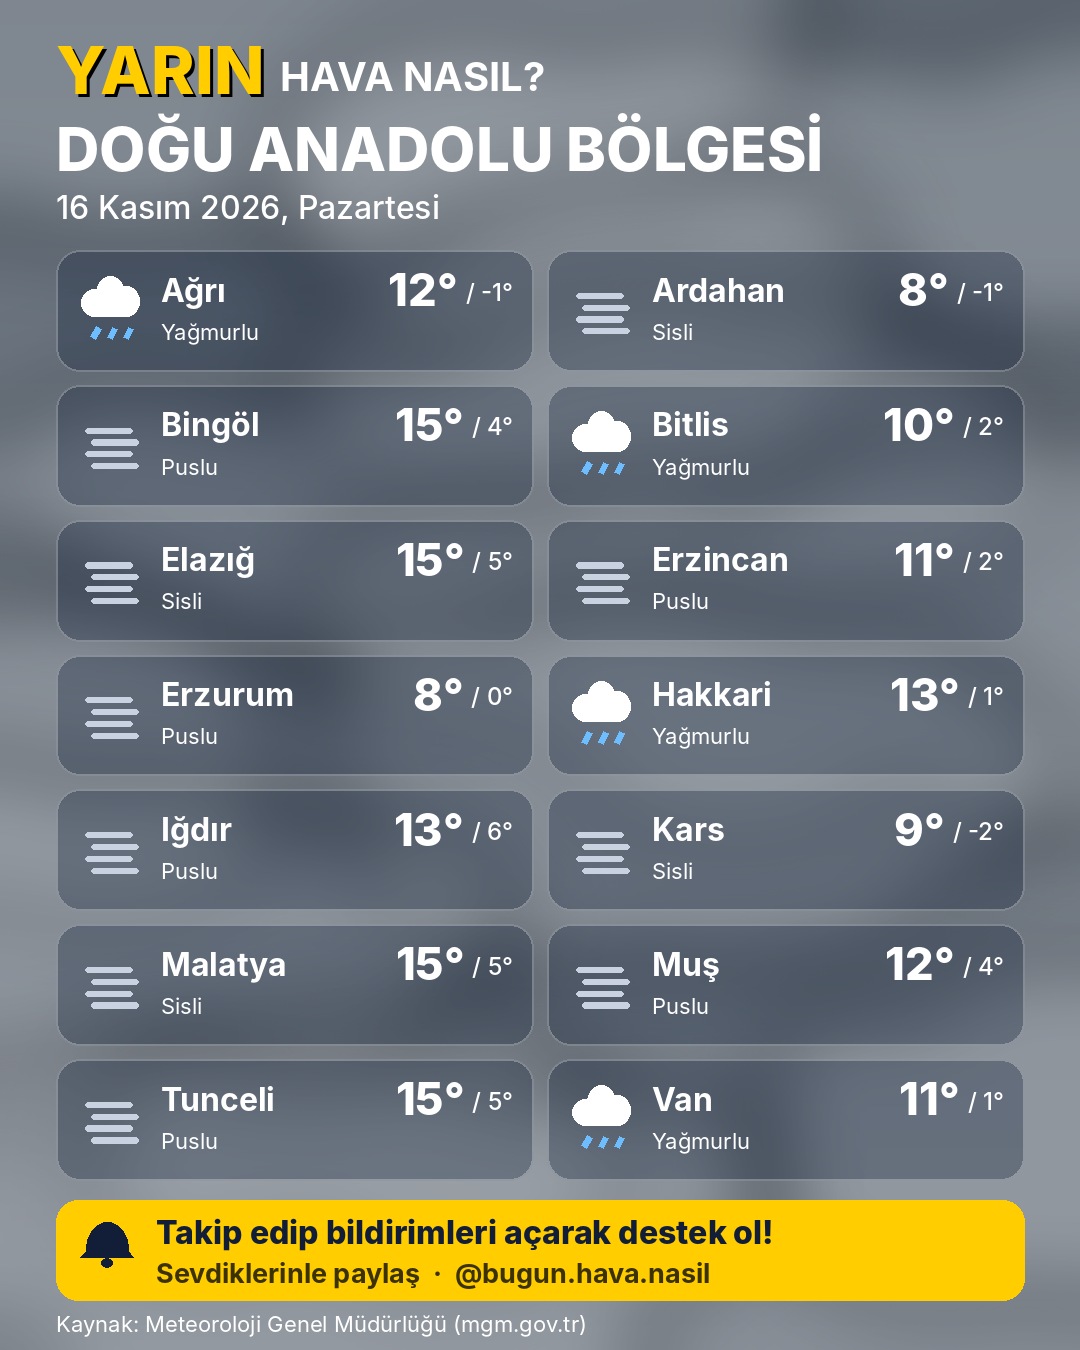 YARIN HAVA NASIL?
DOĞU ANADOLU BÖLGESİ
16 Kasım 2026, Pazartesi
Ağrı 12° / -1°
Yağmurlu
Ardahan 8° / -1°
Sisli
Bingöl 15° / 4°
Puslu
Bitlis 10° / 2°
Yağmurlu
Elazığ 15° / 5°
Sisli
Erzincan 11° / 2°
Puslu
Erzurum 8° / 0°
Puslu
Hakkari 13° / 1°
Yağmurlu
Iğdır 13° / 6°
Puslu
Kars 9° / -2°
Sisli
Malatya 15° / 5°
Sisli
Muş 12° / 4°
Puslu
Tunceli 15° / 5°
Puslu
Van 11° / 1°
Yağmurlu
Takip edip bildirimleri açarak destek ol!
Sevdiklerinle paylaş · @bugun.hava.nasil
Kaynak: Meteoroloji Genel Müdürlüğü (mgm.gov.tr)